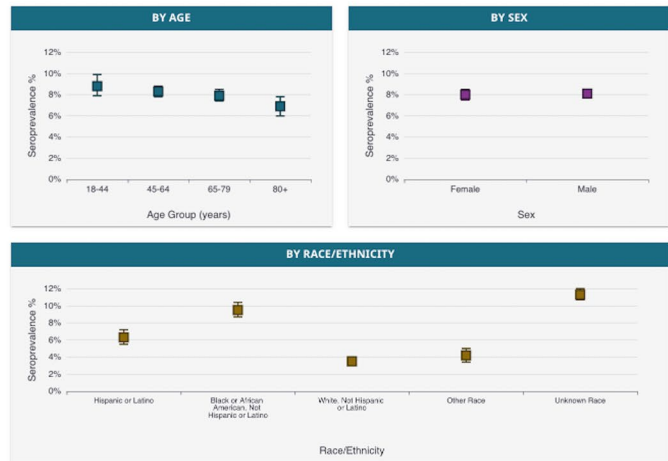 BY AGE
Seroprevalence %
12%
10%
8%
6%
4%
2%
0%
18-44
45-64
65-79
80+
Age Group (years)
BY SEX
Seroprevalence %
12%
10%
8%
6%
4%
2%
0%
Female
Male
Sex
BY RACE/ETHNICITY
Seroprevalence %
12%
10%
8%
6%
4%
2%
0%
Hispanic or Latino
Black or African
American, Not
Hispanic or Latino
White, Not Hispanic
or Latino
Other Race
Unknown Race
Race/Ethnicity